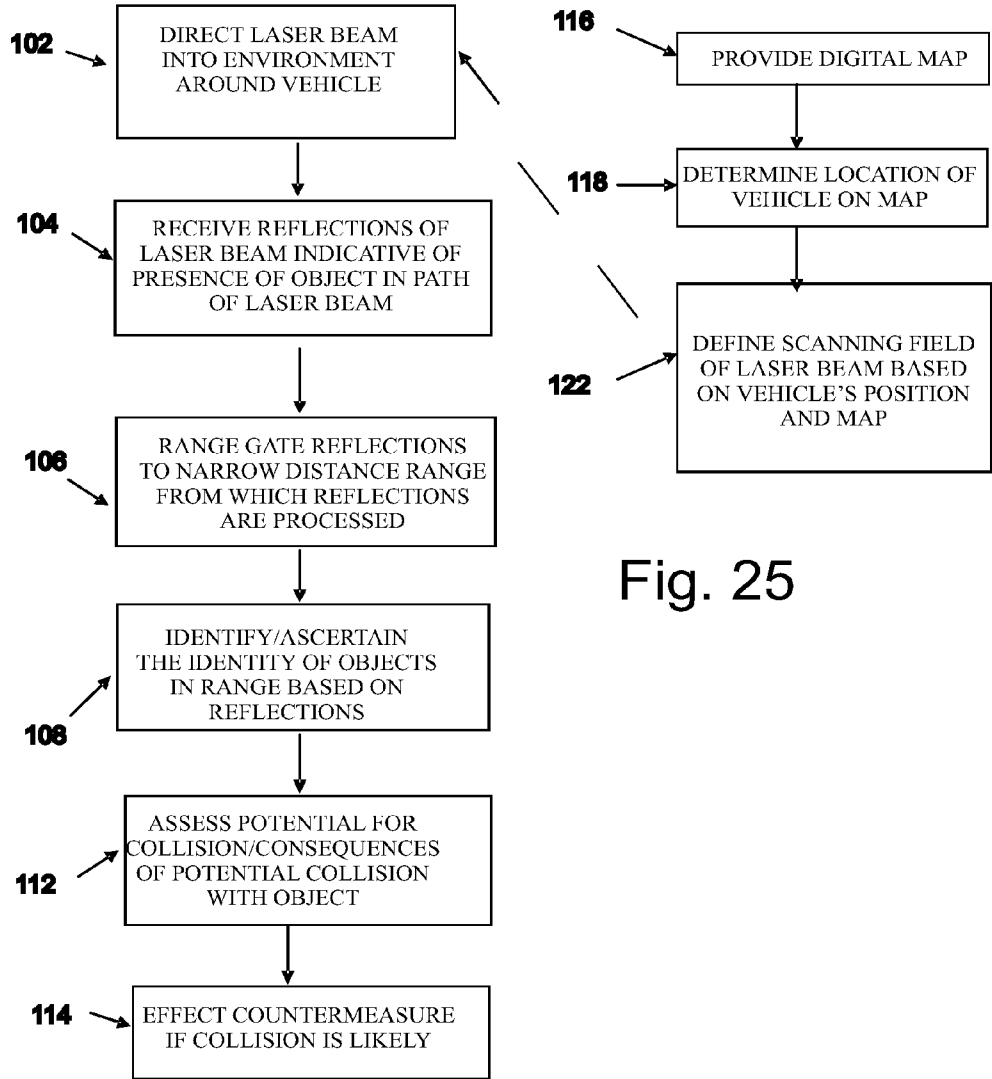 102
DIRECT LASER BEAM
INTO ENVIRONMENT
AROUND VEHICLE
104
RECEIVE REFLECTIONS OF
LASER BEAM INDICATIVE OF
PRESENCE OF OBJECT IN PATH
OF LASER BEAM
106
RANGE GATE REFLECTIONS
TO NARROW DISTANCE RANGE
FROM WHICH REFLECTIONS
ARE PROCESSED
108
IDENTIFY/ASCERTAIN
THE IDENTITY OF OBJECTS
IN RANGE BASED ON
REFLECTIONS
112
ASSESS POTENTIAL FOR
COLLISION/CONSEQUENCES
OF POTENTIAL COLLISION
WITH OBJECT
114
EFFECT COUNTERMEASURE
IF COLLISION IS LIKELY
116
PROVIDE DIGITAL MAP
118
DETERMINE LOCATION OF
VEHICLE ON MAP
122
DEFINE SCANNING FIELD
OF LASER BEAM BASED
ON VEHICLE'S POSITION
AND MAP
Fig. 25